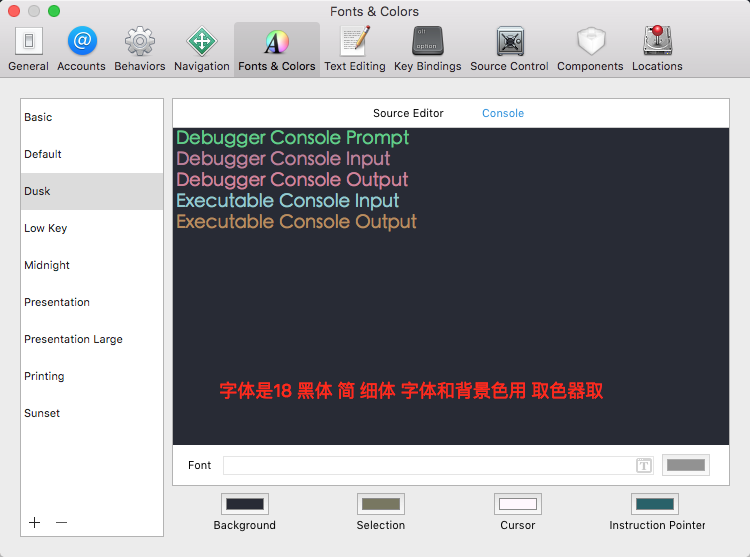 Fonts & Colors
General Accounts Behaviors Navigation Fonts & Colors Text Editing Key Bindings Source Control Components Locations
alt
option
Source Editor Console
Basic
Default
Dusk
Low Key
Midnight
Presentation
Presentation Large
Printing
Sunset
Debugger Console Prompt
Debugger Console Input
Debugger Console Output
Executable Console Input
Executable Console Output
字体是18 黑体 简 细体 字体和背景色用 取色器取
Font
Background Selection Cursor Instruction Pointer